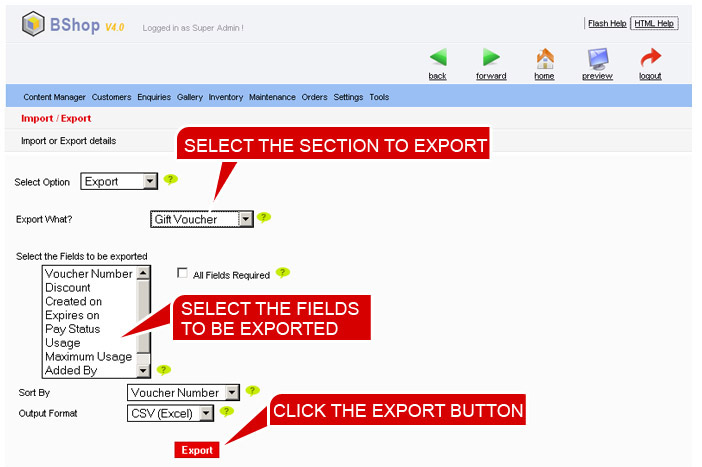 BShop V4.0 Logged in as Super Admin !
Flash Help HTML Help
back forward home preview logout
Content Manager Customers Enquiries Gallery Inventory Maintenance Orders Settings Tools
Import / Export
Import or Export details
SELECT THE SECTION TO EXPORT
Select Option Export ?
Export What? Gift Voucher ?
Select the Fields to be exported
Voucher Number
Discount
Created on
Expires on
Pay Status
Usage
Maximum Usage
Added By ?
All Fields Required ?
SELECT THE FIELDS
TO BE EXPORTED
Sort By Voucher Number ?
Output Format CSV (Excel) ?
CLICK THE EXPORT BUTTON
Export